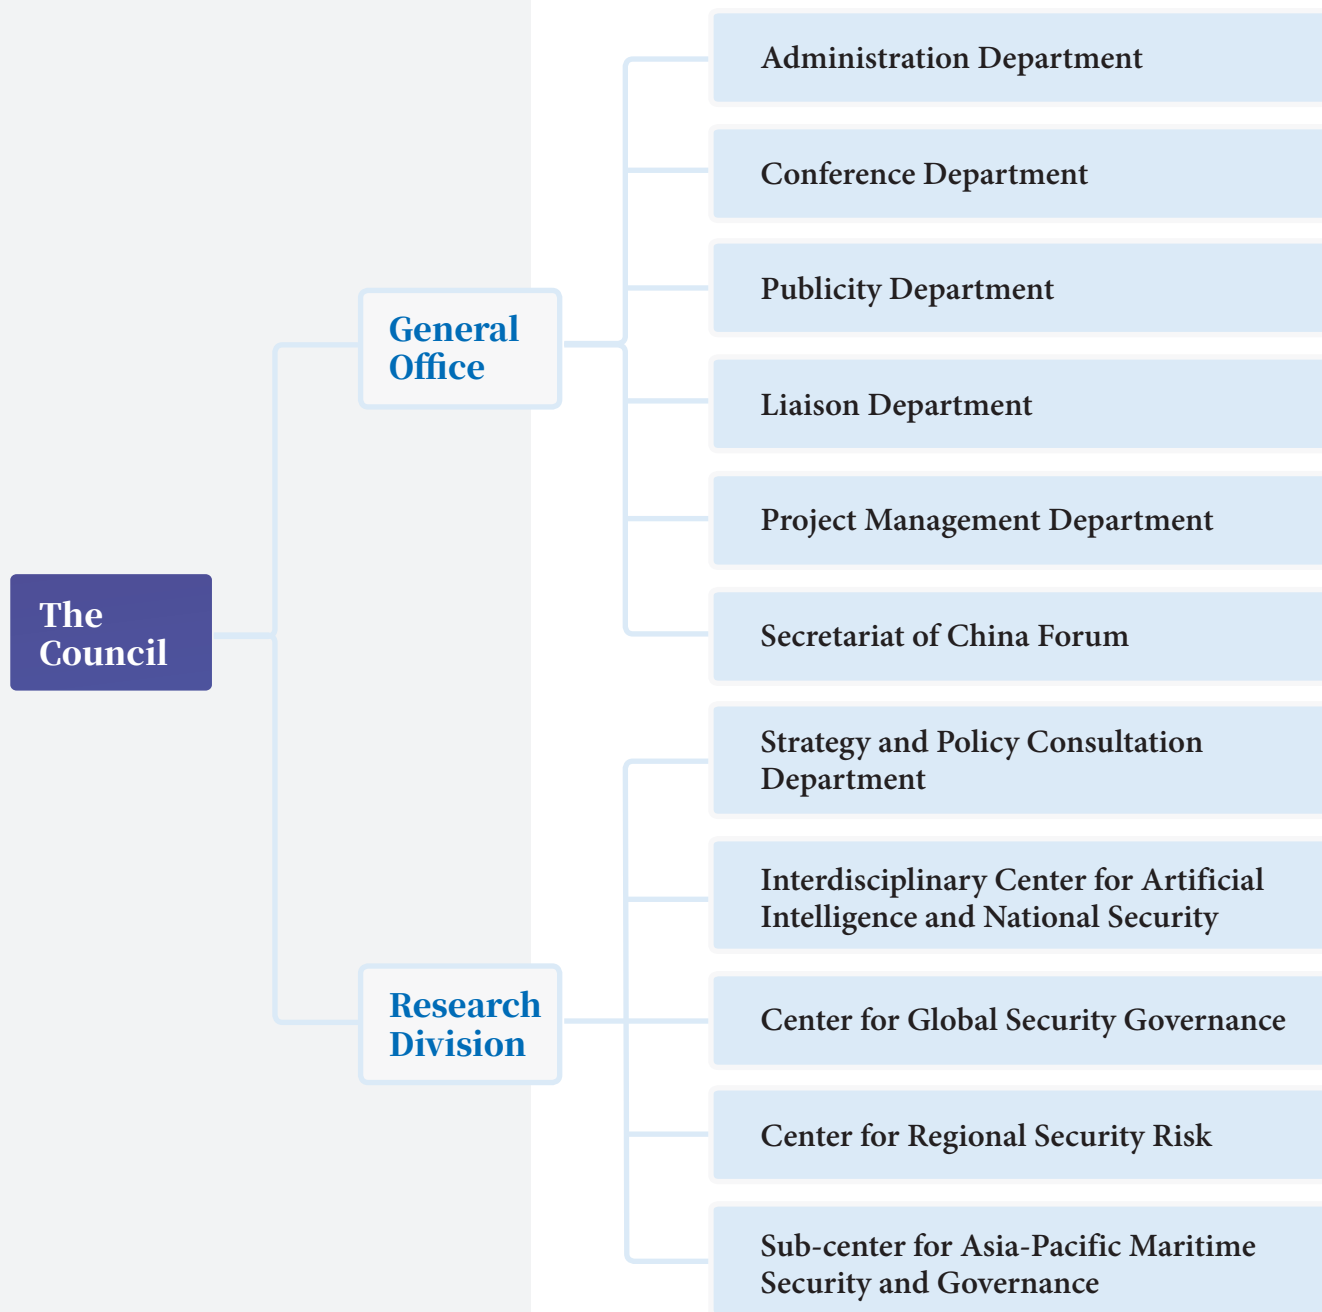 Administration Department
Conference Department
Publicity Department
General
Office
Liaison Department
Project Management Department
The
Council
Secretariat of China Forum
Strategy and Policy Consultation
Department
Interdisciplinary Center for Artificial
Intelligence and National Security
Research
Division
Center for Global Security Governance
Center for Regional Security Risk
Sub-center for Asia-Pacific Maritime
Security and Governance